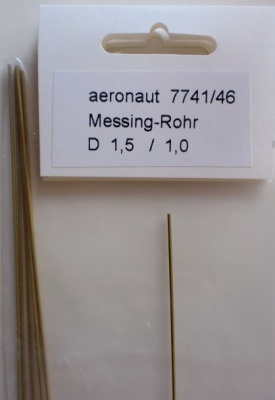 aeronaut 7741/46
Messing-Rohr
D 1,5 / 1,0